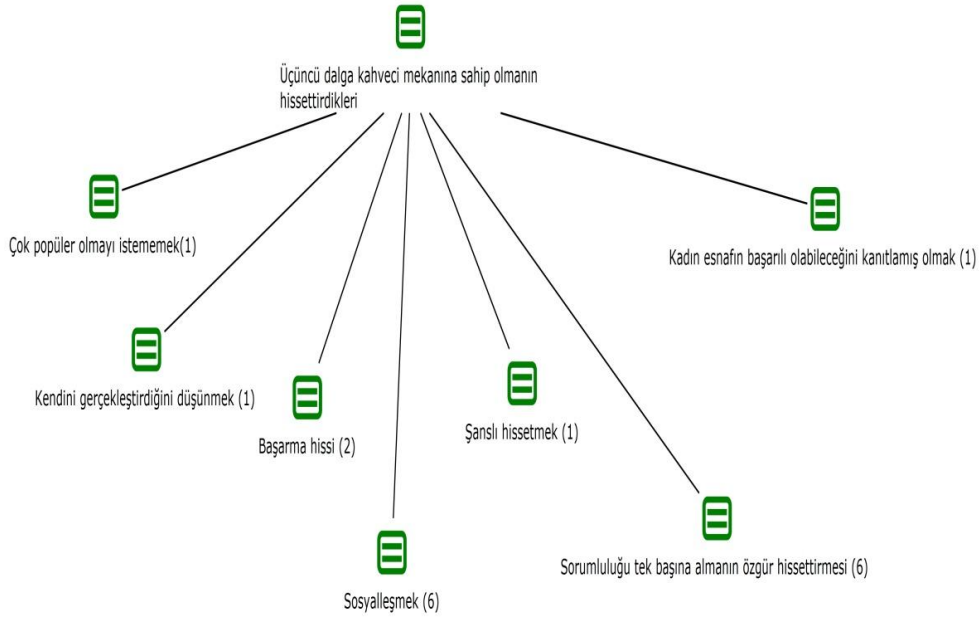 Üçüncü dalga kahveci mekanına sahip olmanın
hissettirdikleri
Çok popüler olmayı istememek(1)
Kadın esnafın başarılı olabileceğini kanıtlamış olmak (1)
Kendini gerçekleştirdiğini düşünmek (1)
Başarma hissi (2)
Şanslı hissetmek (1)
Sorumluluğu tek başına almanın özgür hissettirmesi (6)
Sosyalleşmek (6)